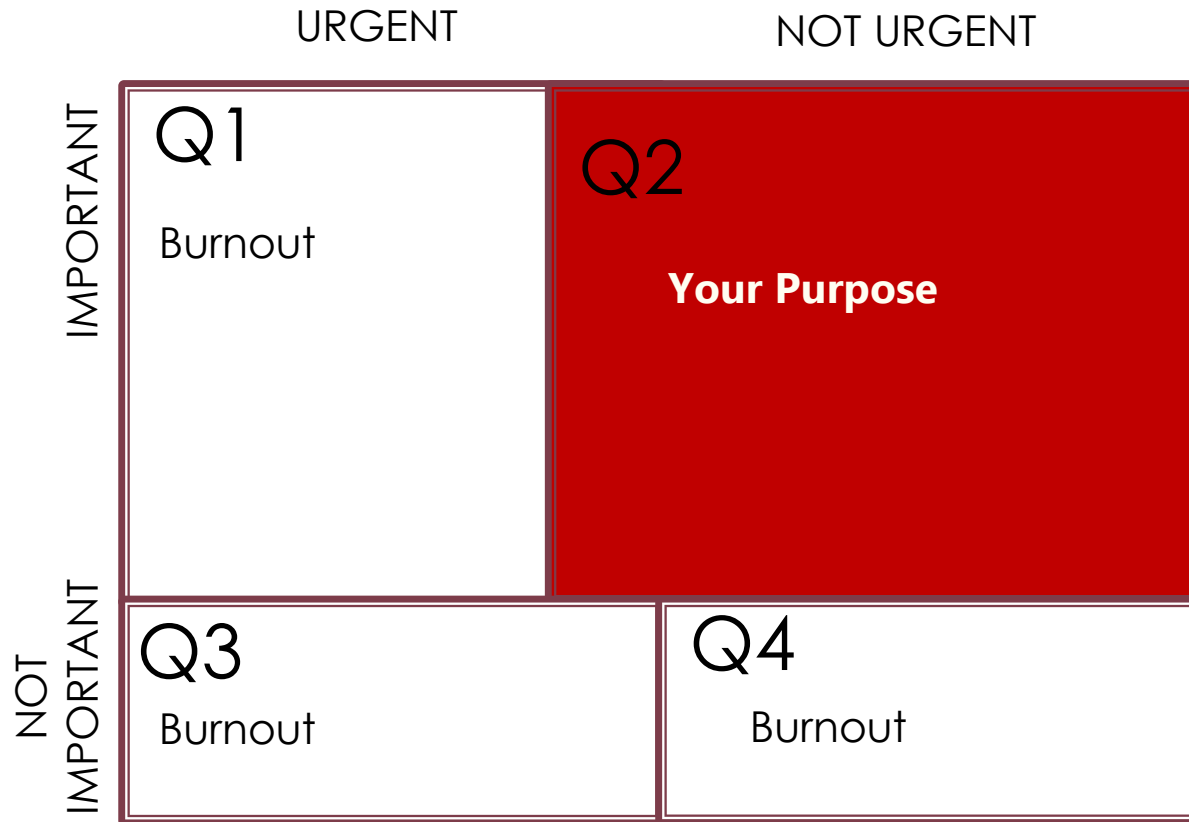 URGENT
NOT URGENT
IMPORTANT
Q1
Burnout
Q2
Your Purpose
NOT
IMPORTANT
Q3
Burnout
Q4
Burnout